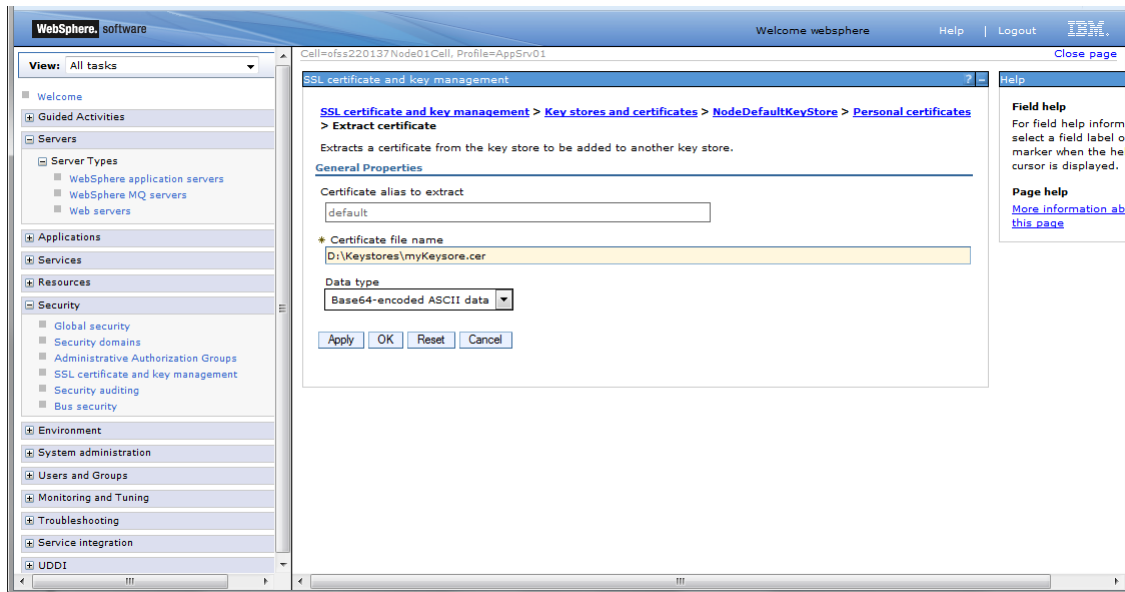 WebSphere. software
Welcome websphere Help | Logout IBM.
View: All tasks
Welcome
Guided Activities
Servers
Server Types
WebSphere application servers
WebSphere MQ servers
Web servers
Applications
Services
Resources
Security
Global security
Security domains
Administrative Authorization Groups
SSL certificate and key management
Security auditing
Bus security
Environment
System administration
Users and Groups
Monitoring and Tuning
Troubleshooting
Service integration
UDDI
Cell=ofss220137Node01Cell, Profile=AppSrv01
Close page
SSL certificate and key management ? -
SSL certificate and key management > Key stores and certificates > NodeDefaultKeyStore > Personal certificates
> Extract certificate
Extracts a certificate from the key store to be added to another key store.
General Properties
Certificate alias to extract
default
* Certificate file name
D:\Keystores\myKeysore.cer
Data type
Base64-encoded ASCII data
Apply OK Reset Cancel
Help
Field help
For field help inform
select a field label o
marker when the he
cursor is displayed.
Page help
More information ab
this page